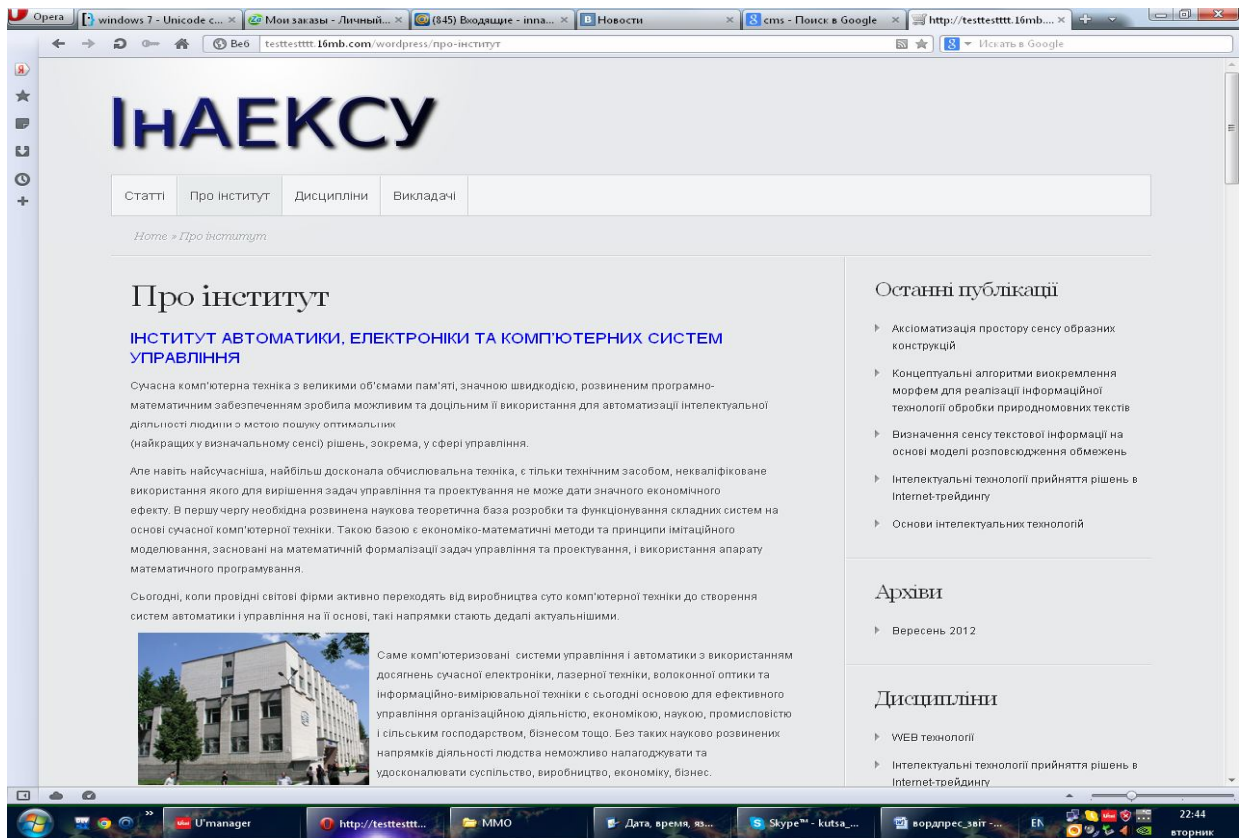 Opera
windows 7 - Unicode c...
Мои заказы - Личный...
(845) Входящие - inna...
Новости
cms - Поиск в Google
http://testtesttt.16mb....
Веб
testtesttt.16mb.com/wordpress/про-інститут
Искать в Google
ІнАЕКСУ
Статті
Про інститут
Дисципліни
Викладачі
Home » Про інститут
Про інститут
ІНСТИТУТ АВТОМАТИКИ, ЕЛЕКТРОНІКИ ТА КОМП'ЮТЕРНИХ СИСТЕМ
УПРАВЛІННЯ
Сучасна комп'ютерна техніка з великими об'ємами пам'яті, значною швидкодією, розвиненим програмно-
математичним забезпеченням зробила можливим та доцільним її використання для автоматизації інтелектуальної
діяльності людини з метою пошуку оптимальних
(найкращих у визначальному сенсі) рішень, зокрема, у сфері управління.
Але навіть найсучасніша, найбільш досконала обчислювальна техніка, є тільки технічним засобом, некваліфіковане
використання якого для вирішення задач управління та проектування не може дати значного економічного
ефекту. В першу чергу необхідна розвинена наукова теоретична база розробки та функціонування складних систем на
основі сучасної комп'ютерної техніки. Такою базою є економіко-математичні методи та принципи імітаційного
моделювання, засновані на математичній формалізації задач управління та проектування, і використання апарату
математичного програмування.
Сьогодні, коли провідні світові фірми активно переходять від виробництва суто комп'ютерної техніки до створення
систем автоматики і управління на її основі, такі напрямки стають дедалі актуальнішими.
Саме комп'ютеризовані системи управління і автоматики з використанням
досягнень сучасної електроніки, лазерної техніки, волоконної оптики та
інформаційно-вимірювальної техніки є сьогодні основою для ефективного
управління організаційною діяльністю, економікою, наукою, промисловістю
і сільським господарством, бізнесом тощо. Без таких науково розвинених
напрямків діяльності людства неможливо налагоджувати та
удосконалювати суспільство, виробництво, економіку, бізнес.
Останні публікації
Аксіоматизація простору сенсу образних
конструкцій
Концептуальні алгоритми виокремлення
морфем для реалізації інформаційної
технології обробки природномовних текстів
Визначення сенсу текстової інформації на
основі моделі розповсюдження обмежень
Інтелектуальні технології прийняття рішень в
Internet-трейдингу
Основи інтелектуальних технологій
Архіви
Вересень 2012
Дисципліни
WEB технології
Інтелектуальні технології прийняття рішень в
Internet-трейдингу
U'manager
http://testtesttt...
ММО
Дата, время, яз...
Skype™ - kutsa_...
вордпрес_звіт -...
EN
22:44
вторник